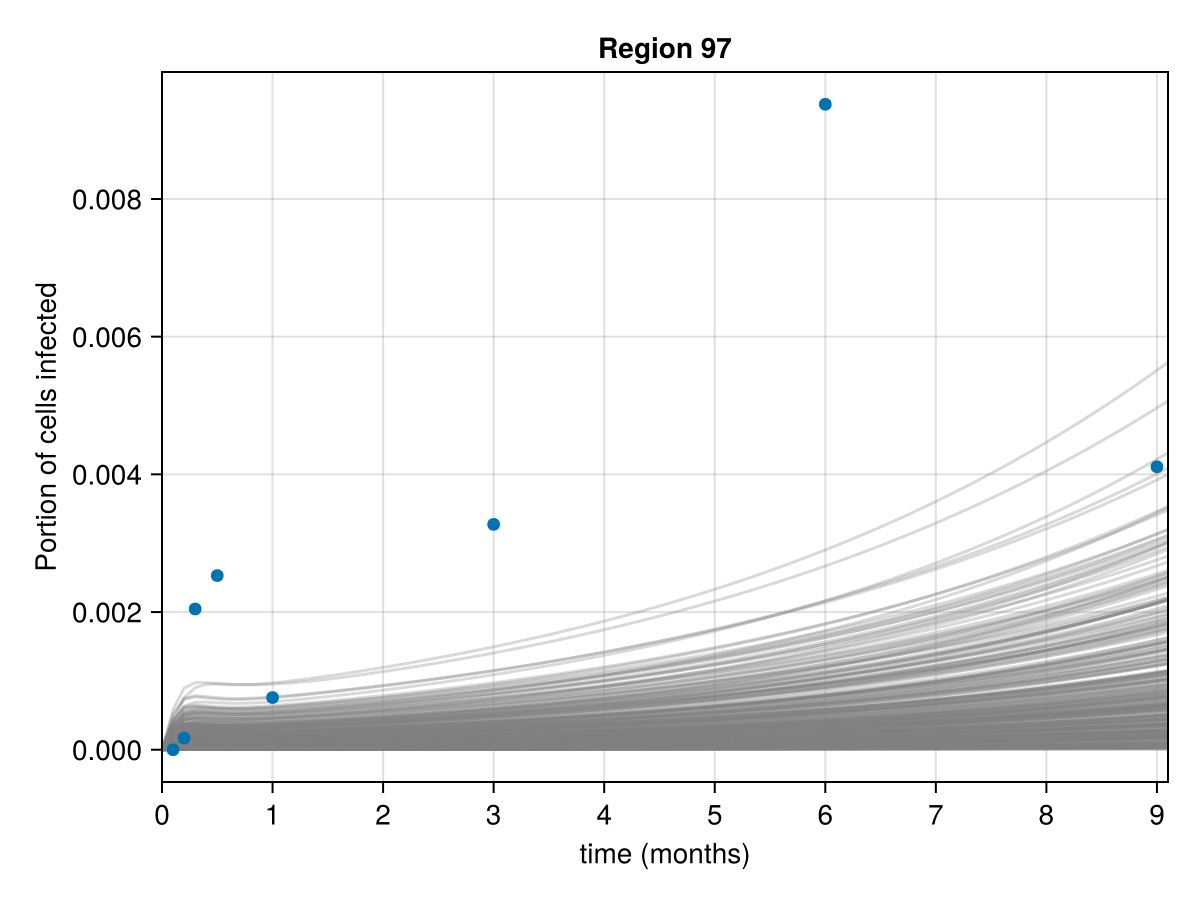 Region 97
Portion of cells infected
0.008
0.006
0.004
0.002
0.000
0 1 2 3 4 5 6 7 8 9
time (months)